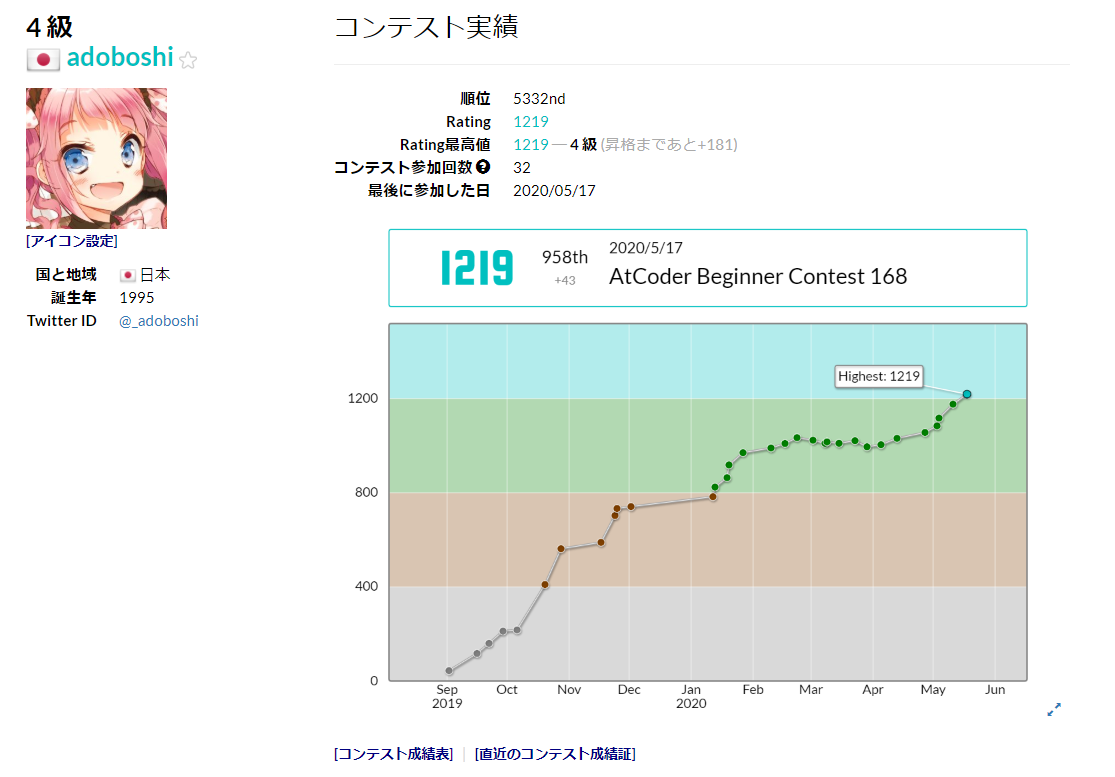 4 級
adoboshi
[アイコン設定]
国と地域 日本
誕生年 1995
Twitter ID @_adoboshi
コンテスト実績
順位 5332nd
Rating 1219
Rating最高値 1219 ― 4 級 (昇格まであと+181)
コンテスト参加回数 ? 32
最後に参加した日 2020/05/17
1219 958th +43 2020/5/17
AtCoder Beginner Contest 168
Highest: 1219
1200
800
400
0
Sep Oct Nov Dec Jan Feb Mar Apr May Jun
2019 2020
[コンテスト成績表] | [直近のコンテスト成績証]